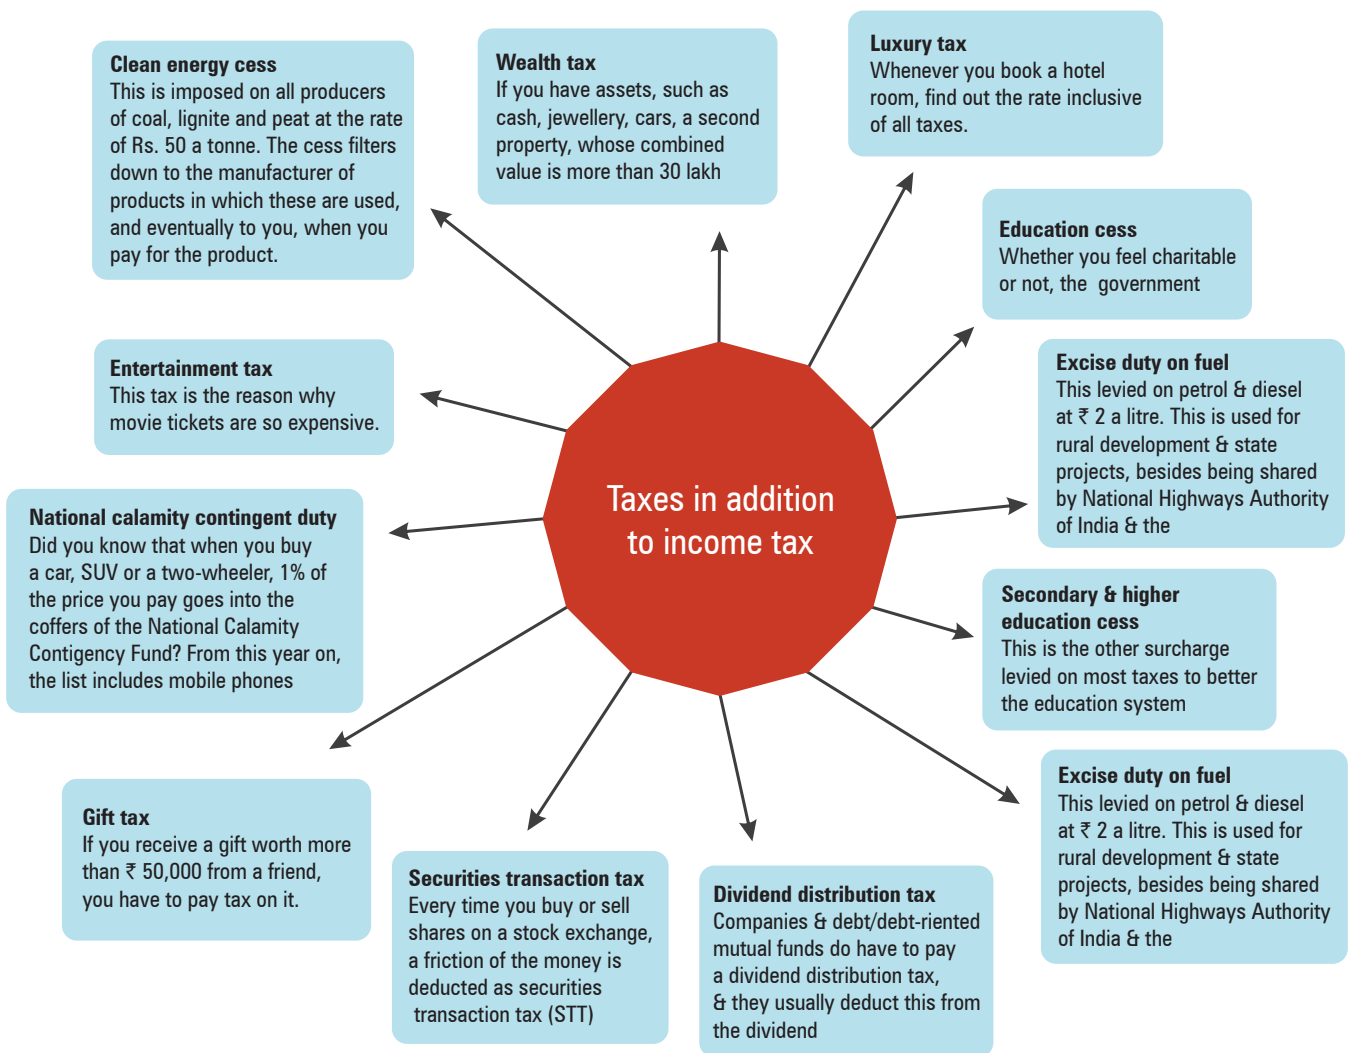 Clean energy cess
This is imposed on all producers
of coal, lignite and peat at the rate
of Rs. 50 a tonne. The cess filters
down to the manufacturer of
products in which these are used,
and eventually to you, when you
pay for the product.
Wealth tax
If you have assets, such as
cash, jewellery, cars, a second
property, whose combined
value is more than 30 lakh
Luxury tax
Whenever you book a hotel
room, find out the rate inclusive
of all taxes.
Education cess
Whether you feel charitable
or not, the government
Excise duty on fuel
This levied on petrol & diesel
at ₹ 2 a litre. This is used for
rural development & state
projects, besides being shared
by National Highways Authority
of India & the
Entertainment tax
This tax is the reason why
movie tickets are so expensive.
Taxes in addition
to income tax
National calamity contingent duty
Did you know that when you buy
a car, SUV or a two-wheeler, 1% of
the price you pay goes into the
coffers of the National Calamity
Contigency Fund? From this year on,
the list includes mobile phones
Secondary & higher
education cess
This is the other surcharge
levied on most taxes to better
the education system
Gift tax
If you receive a gift worth more
than ₹ 50,000 from a friend,
you have to pay tax on it.
Securities transaction tax
Every time you buy or sell
shares on a stock exchange,
a friction of the money is
deducted as securities
transaction tax (STT)
Dividend distribution tax
Companies & debt/debt-riented
mutual funds do have to pay
a dividend distribution tax,
& they usually deduct this from
the dividend
Excise duty on fuel
This levied on petrol & diesel
at ₹ 2 a litre. This is used for
rural development & state
projects, besides being shared
by National Highways Authority
of India & the